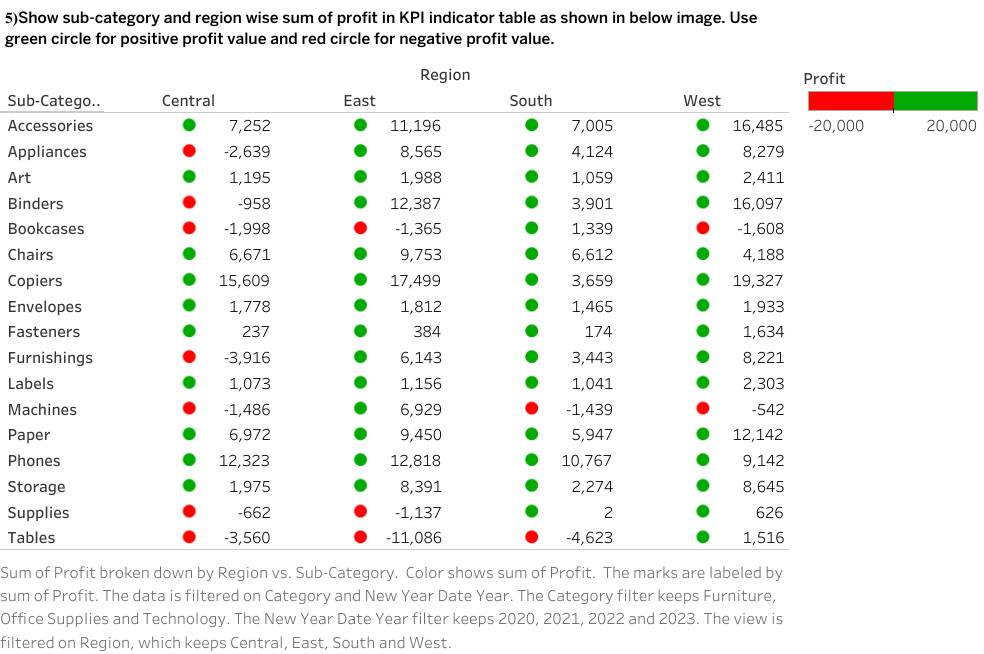 5)Show sub-category and region wise sum of profit in KPI indicator table as shown in below image. Use
green circle for positive profit value and red circle for negative profit value.
Region
Profit
Sub-Catego.. Central East South West
-20,000 20,000
Accessories 7,252 11,196 7,005 16,485
Appliances -2,639 8,565 4,124 8,279
Art 1,195 1,988 1,059 2,411
Binders -958 12,387 3,901 16,097
Bookcases -1,998 -1,365 1,339 -1,608
Chairs 6,671 9,753 6,612 4,188
Copiers 15,609 17,499 3,659 19,327
Envelopes 1,778 1,812 1,465 1,933
Fasteners 237 384 174 1,634
Furnishings -3,916 6,143 3,443 8,221
Labels 1,073 1,156 1,041 2,303
Machines -1,486 6,929 -1,439 -542
Paper 6,972 9,450 5,947 12,142
Phones 12,323 12,818 10,767 9,142
Storage 1,975 8,391 2,274 8,645
Supplies -662 -1,137 2 626
Tables -3,560 -11,086 -4,623 1,516
Sum of Profit broken down by Region vs. Sub-Category.  Color shows sum of Profit.  The marks are labeled by
sum of Profit. The data is filtered on Category and New Year Date Year. The Category filter keeps Furniture,
Office Supplies and Technology. The New Year Date Year filter keeps 2020, 2021, 2022 and 2023. The view is
filtered on Region, which keeps Central, East, South and West.